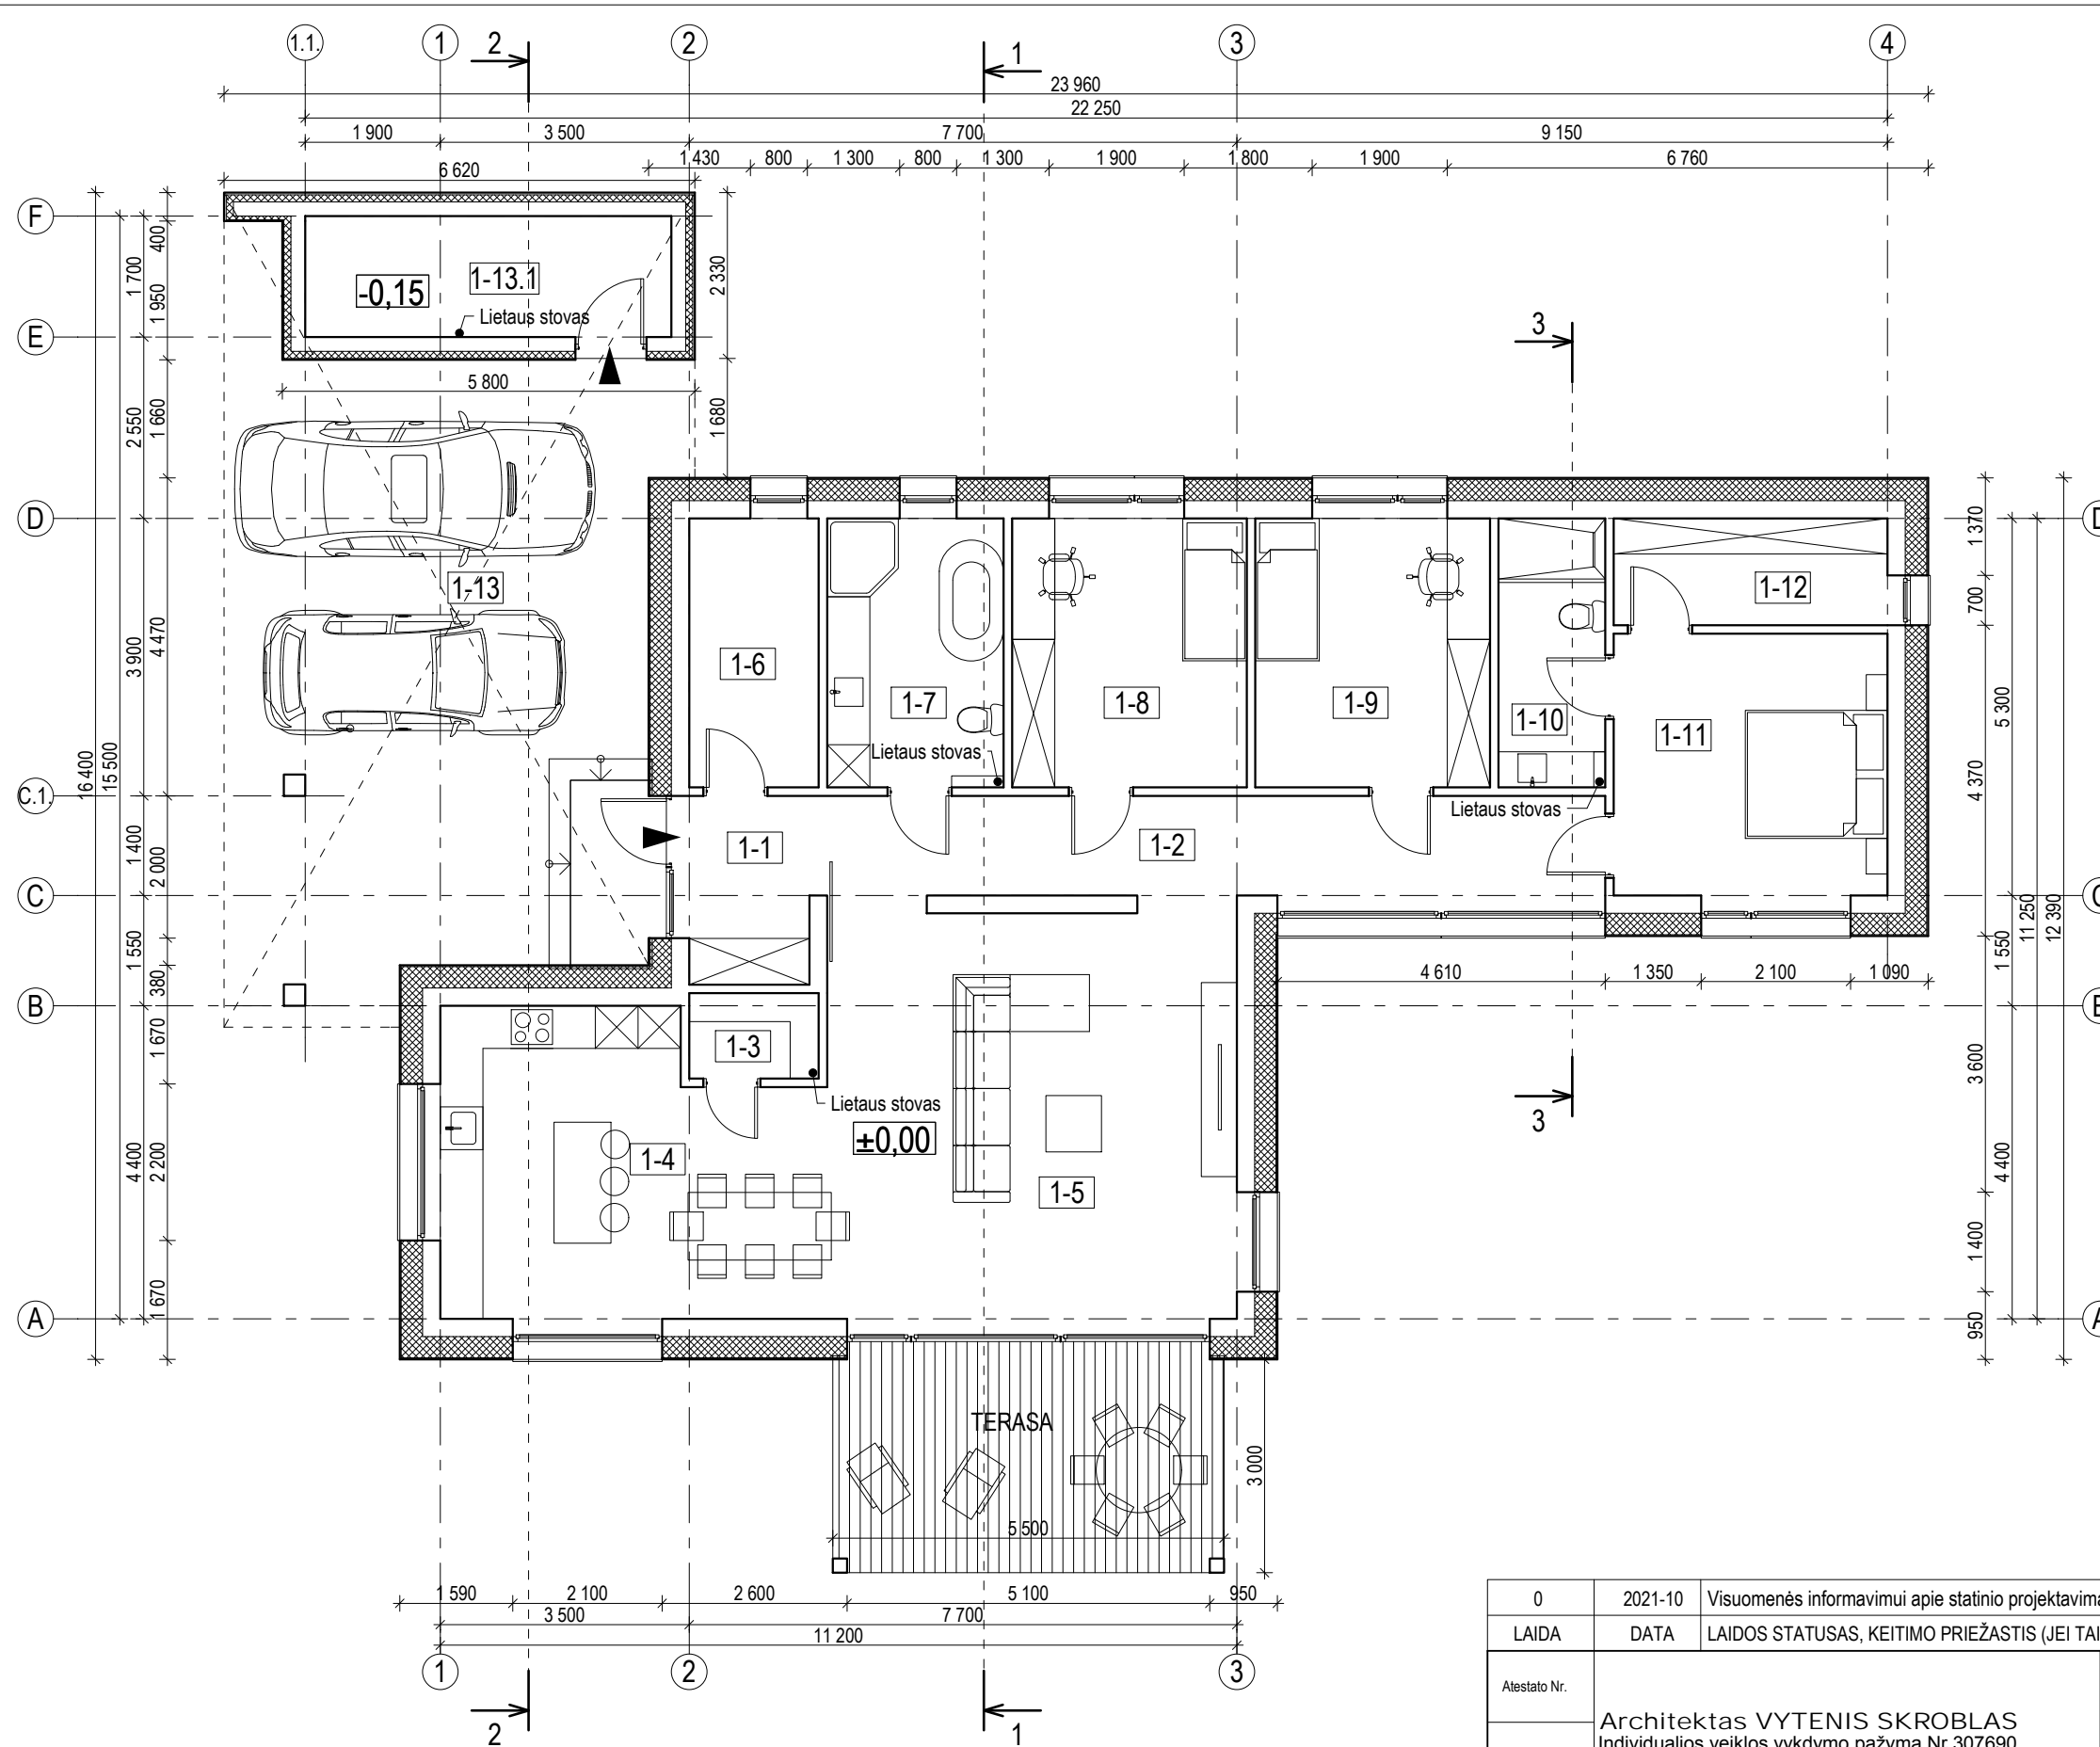 1.1. 1 2 2 1 3 4
23 960
22 250
1 900 3 500 7 700 9 150
1 430 800 1 300 800 1 300 1 900 1 800 1 900 6 760
6 620
F
400
1 700
1 950
2 330
-0,15 1-13.1
Lietaus stovas
E
3
5 800
2 550
1 660
1 680
D
1 370
1-13
1-12
700
3 900
4 470
1-6
1-7
1-8
1-9
1-10
1-11
5 300
Lietaus stovas
16 400
15 500
C.1.
4 370
Lietaus stovas
1 400
2 000
1-1
1-2
C
11 250
12 390
1 550
380
1 550
4 610 1 350 2 100 1 090
B
1 670
1-3
3 600
Lietaus stovas
3
±0,00
4 400
2 200
1-4
1-5
4 400
1 400
1 670
950
A
TERASA
3 000
5 500
1 590 2 100 2 600 5 100 950
3 500 7 700
11 200
1 2 3
2 1
0 2021-10 Visuomenės informavimui apie statinio projektavimą
LAIDA DATA LAIDOS STATUSAS, KEITIMO PRIEŽASTIS (JEI TAI
Atestato Nr.
Architektas VYTENIS SKROBLAS
Individualios veiklos vykdymo pažyma Nr.307690